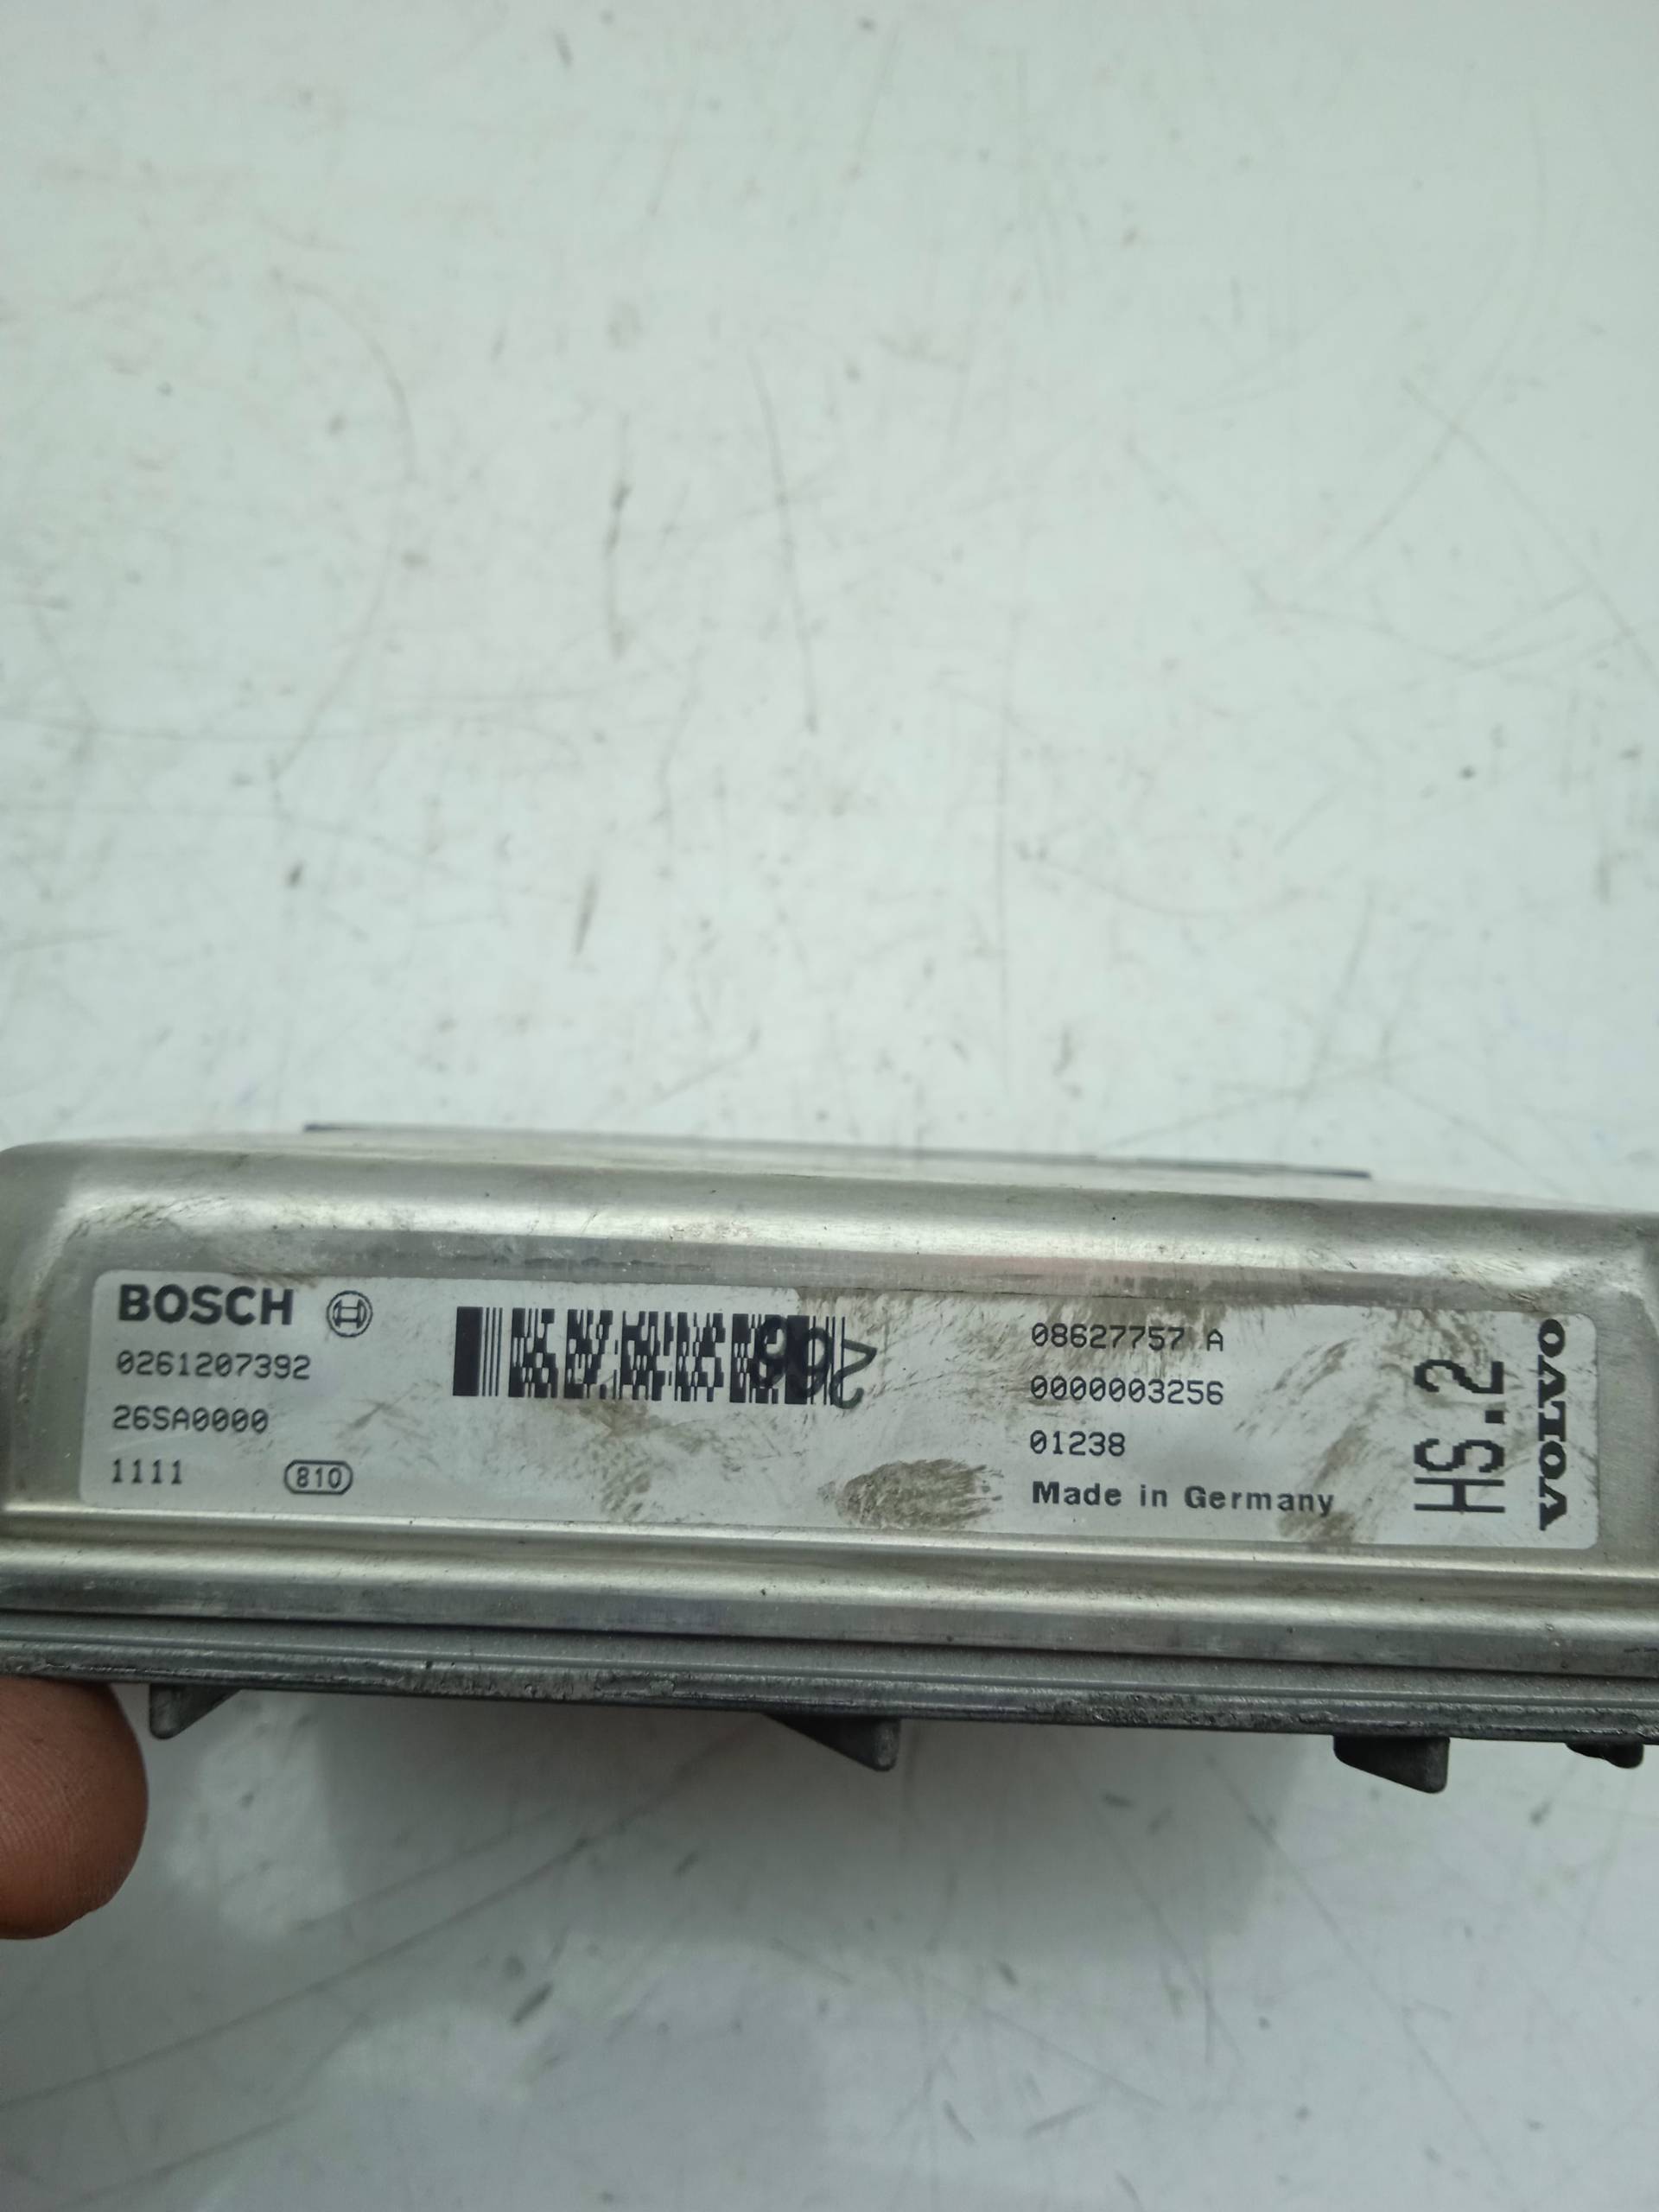 BOSCH
0261207392
26SA0000
1111
810
08627757 A
0000003256
01238
Made in Germany
HS.2
VOLVO